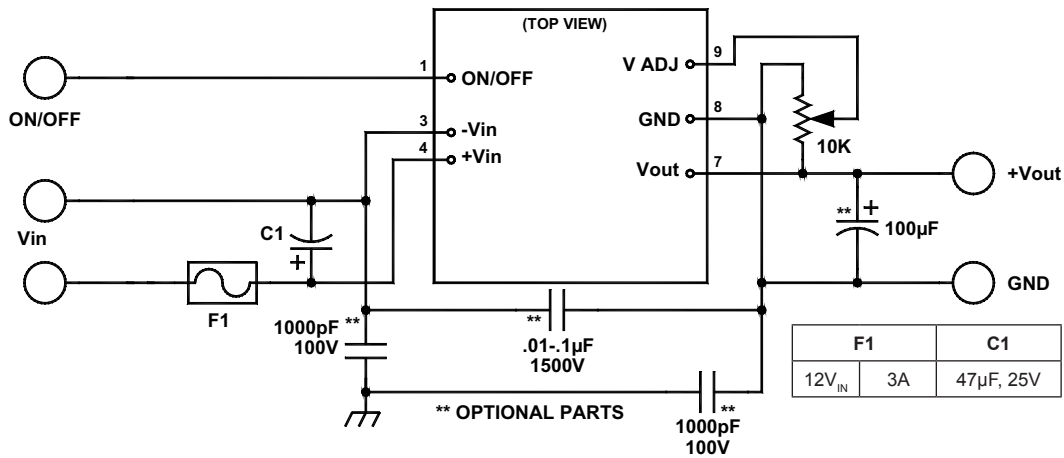 (TOP VIEW)
1
ON/OFF
ON/OFF
3
-Vin
4
+Vin
V ADJ
9
GND
8
Vout
7
10K
+Vout
**
+
100µF
GND
Vin
C1
+
F1
1000pF **
100V
**
.01-.1µF
1500V
** OPTIONAL PARTS
**
1000pF
100V
F1 C1
12V_IN 3A 47µF, 25V